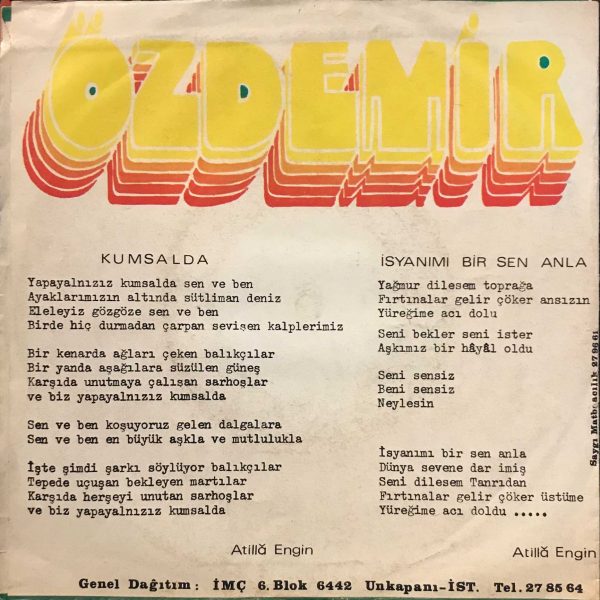 ÖZDEMİR
KUMSALDA
Yapayalnızız kumsalda sen ve ben
Ayaklarımızın altında sütliman deniz
Eleleyiz gözgöze sen ve ben
Birde hiç durmadan çarpan sevişen kalplerimiz
Bir kenarda ağları çeken balıkçılar
Bir yanda aşağılara süzülen güneş
Karşıda unutmaya çalışan sarhoşlar
ve biz yapayalnızız kumsalda
Sen ve ben koşuyoruz gelen dalgalara
Sen ve ben en büyük aşkla ve mutlulukla
İşte şimdi şarkı söylüyor balıkçılar
Tepede uçuşan bekleyen martılar
Karşıda herşeyi unutan sarhoşlar
ve biz yapayalnızız kumsalda
Atillâ Engin
İSYANIMI BİR SEN ANLA
Yağmur dilesem toprağa
Fırtınalar gelir çöker ansızın
Yüreğime acı dolu
Seni bekler seni ister
Aşkımız bir hâyâl oldu
Seni sensiz
Beni sensiz
Neylesin
İsyanımı bir sen anla
Dünya sevene dar imiş
Seni dilesem Tanrıdan
Fırtınalar gelir çöker üstüme
Yüreğime acı doldu .....
Atillâ Engin
Saygı Matbaacılık 27 96 61
Genel Dağıtım : İMÇ 6. Blok 6442 Unkapanı-İST. Tel. 27 85 64